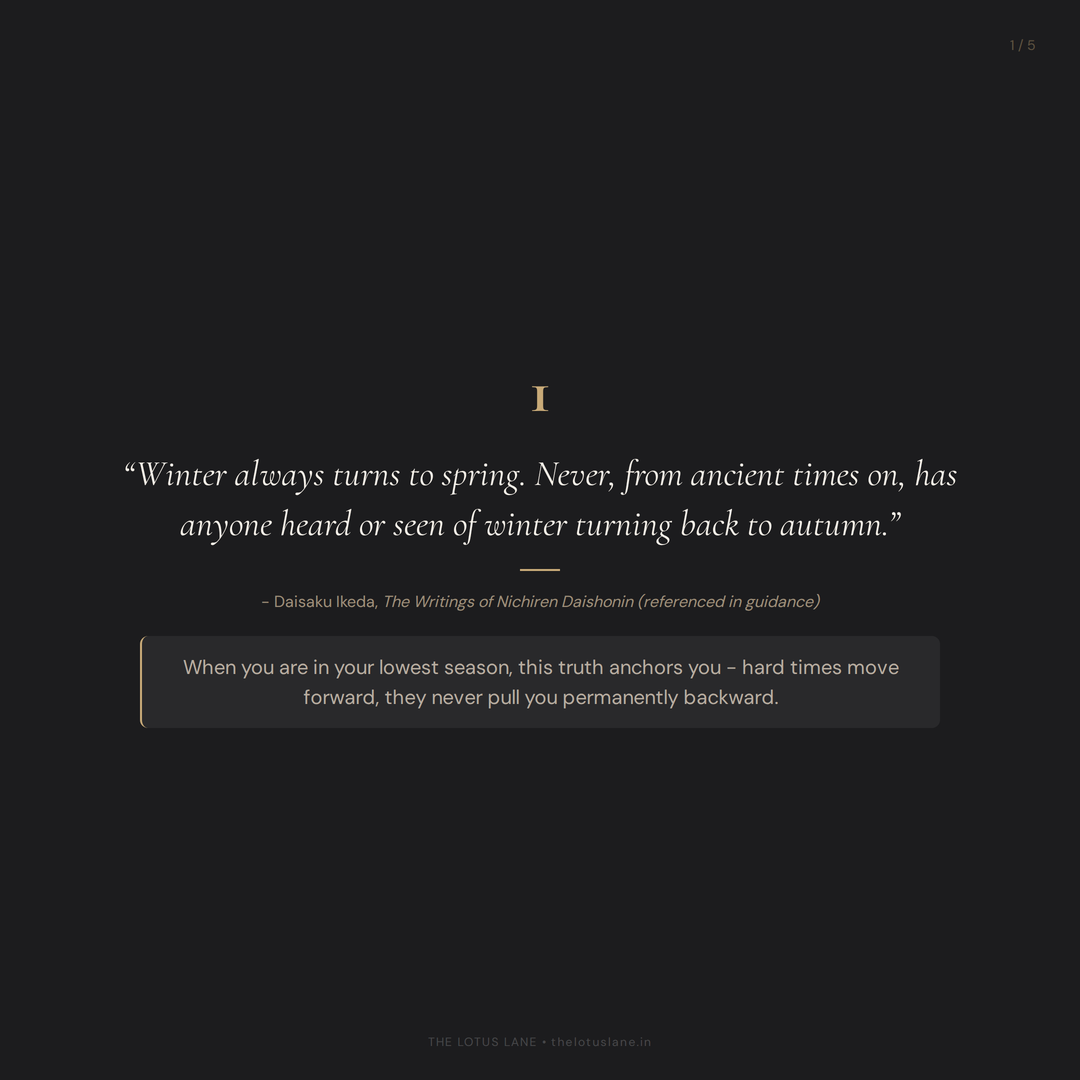 1 / 5
1
“Winter always turns to spring. Never, from ancient times on, has
anyone heard or seen of winter turning back to autumn.”
– Daisaku Ikeda, The Writings of Nichiren Daishonin (referenced in guidance)
When you are in your lowest season, this truth anchors you – hard times move
forward, they never pull you permanently backward.
THE LOTUS LANE • thelotuslane.in